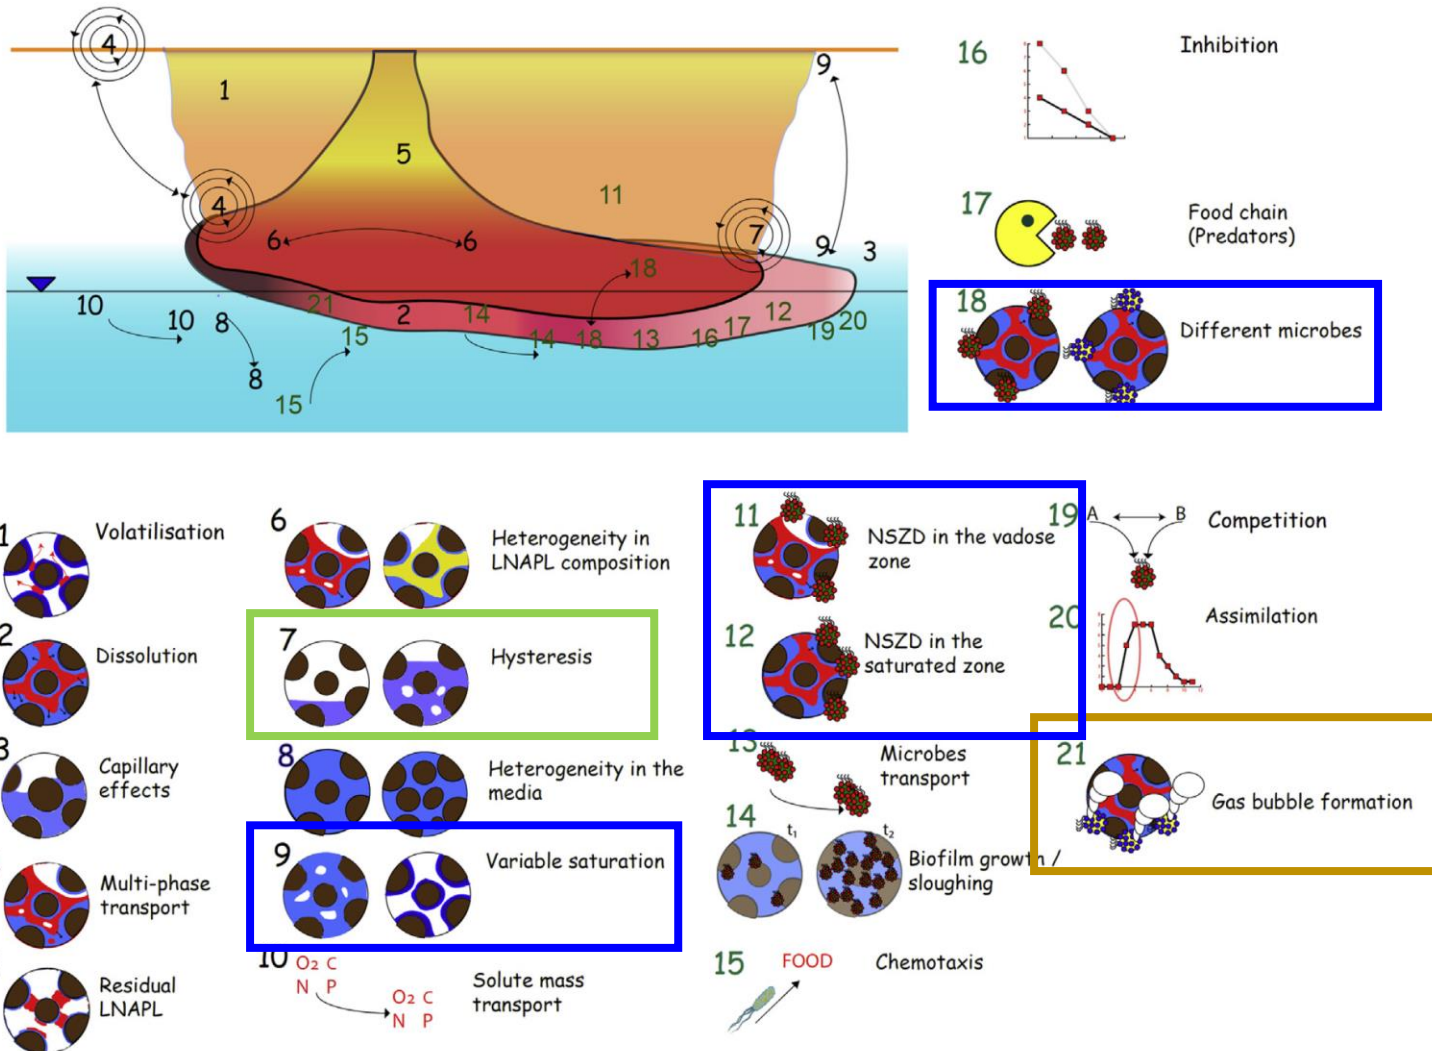 4
9
1
5
11
4
6
6
7
9
3
18
10
10
8
21
15
2
14
14
18
13
16
17
12
19
20
8
15
16
Inhibition
17
Food chain
(Predators)
18
Different microbes
1
Volatilisation
2
Dissolution
3
Capillary
effects
Multi-phase
transport
Residual
LNAPL
6
Heterogeneity in
LNAPL composition
7
Hysteresis
8
Heterogeneity in the
media
9
Variable saturation
10
O2 C
N P
O2 C
N P
Solute mass
transport
11
NSZD in the vadose
zone
12
NSZD in the
saturated zone
13
Microbes
transport
14
t1
t2
Biofilm growth /
sloughing
15
FOOD
Chemotaxis
19
A
B
Competition
20
Assimilation
21
Gas bubble formation